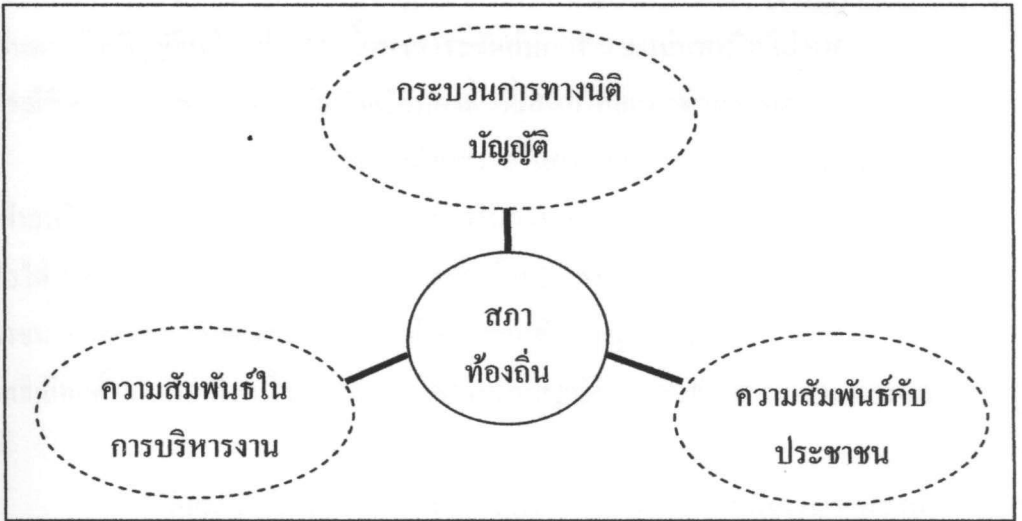 กระบวนการทางนิติ
บัญญัติ
สภา
ท้องถิ่น
ความสัมพันธ์ใน
การบริหารงาน
ความสัมพันธ์กับ
ประชาชน